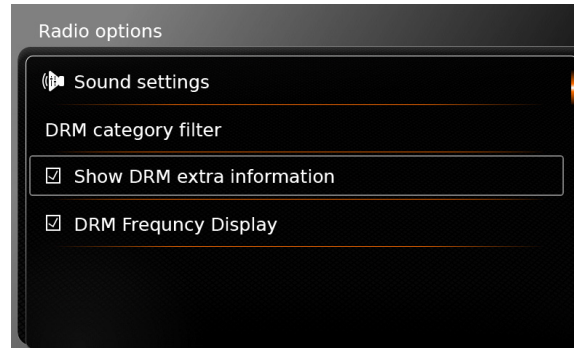 Radio options
Sound settings
DRM category filter
Show DRM extra information
DRM Frequncy Display